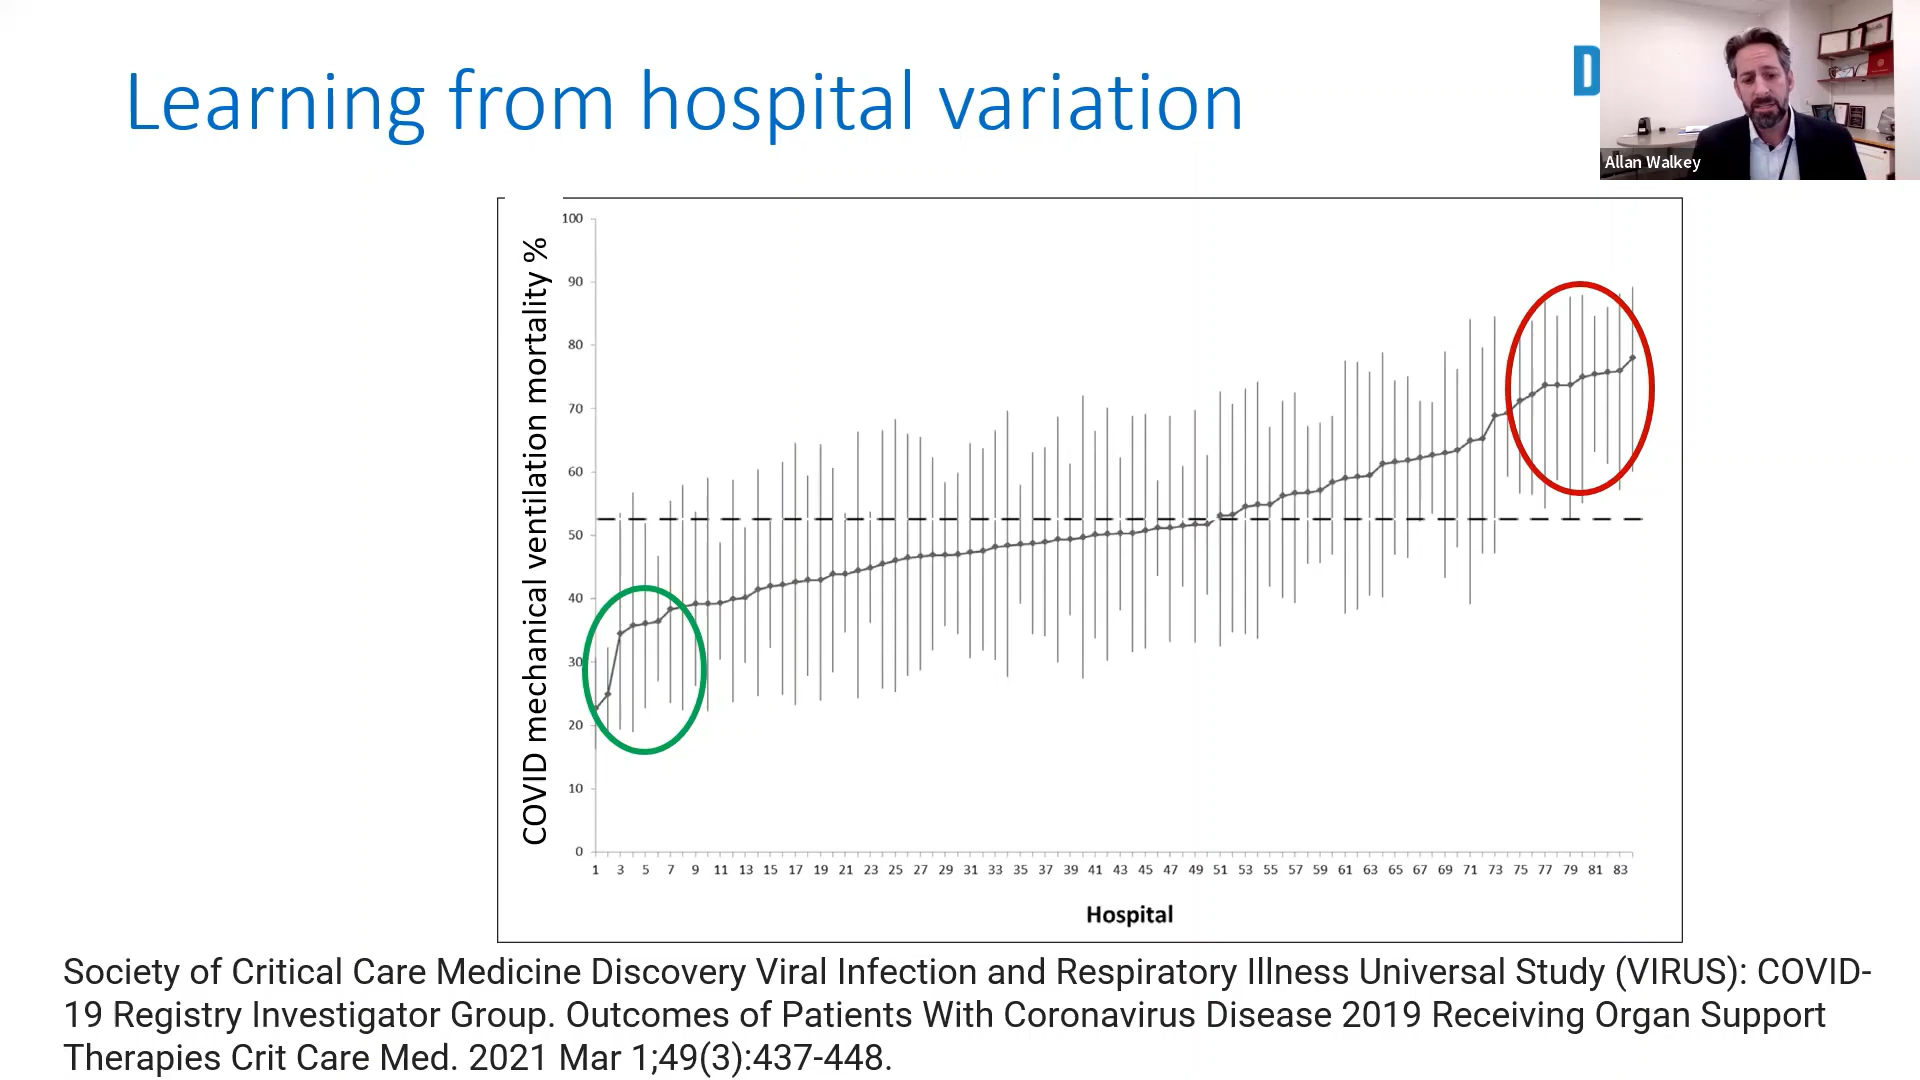 Learning from hospital variation
D
Allan Walkey
COVID mechanical ventilation mortality %
100
90
80
70
60
50
40
30
20
10
0
1 3 5 7 9 11 13 15 17 19 21 23 25 27 29 31 33 35 37 39 41 43 45 47 49 51 53 55 57 59 61 63 65 67 69 71 73 75 77 79 81 83
Hospital
Society of Critical Care Medicine Discovery Viral Infection and Respiratory Illness Universal Study (VIRUS): COVID-
19 Registry Investigator Group. Outcomes of Patients With Coronavirus Disease 2019 Receiving Organ Support
Therapies Crit Care Med. 2021 Mar 1;49(3):437-448.